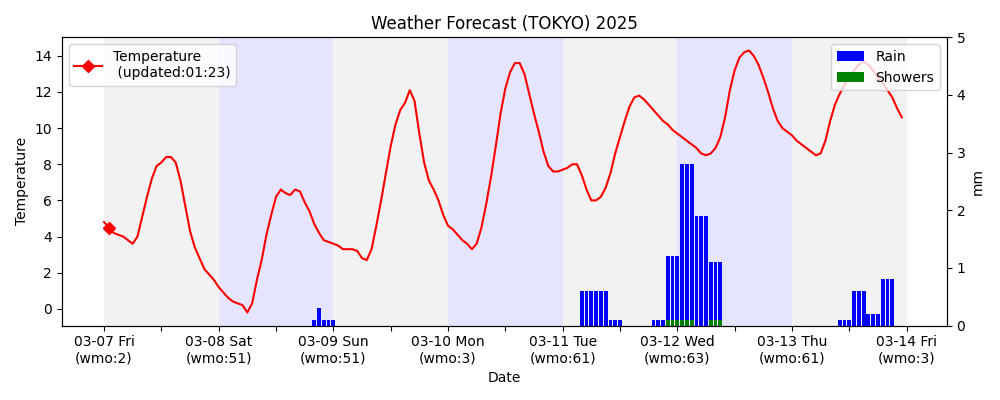 Weather Forecast (TOKYO) 2025
Temperature
(updated:01:23)
Rain
Showers
Temperature
14
12
10
8
6
4
2
0
5
4
3
2
1
0
mm
03-07 Fri
(wmo:2)
03-08 Sat
(wmo:51)
03-09 Sun
(wmo:51)
03-10 Mon
(wmo:3)
03-11 Tue
(wmo:61)
03-12 Wed
(wmo:63)
03-13 Thu
(wmo:61)
03-14 Fri
(wmo:3)
Date